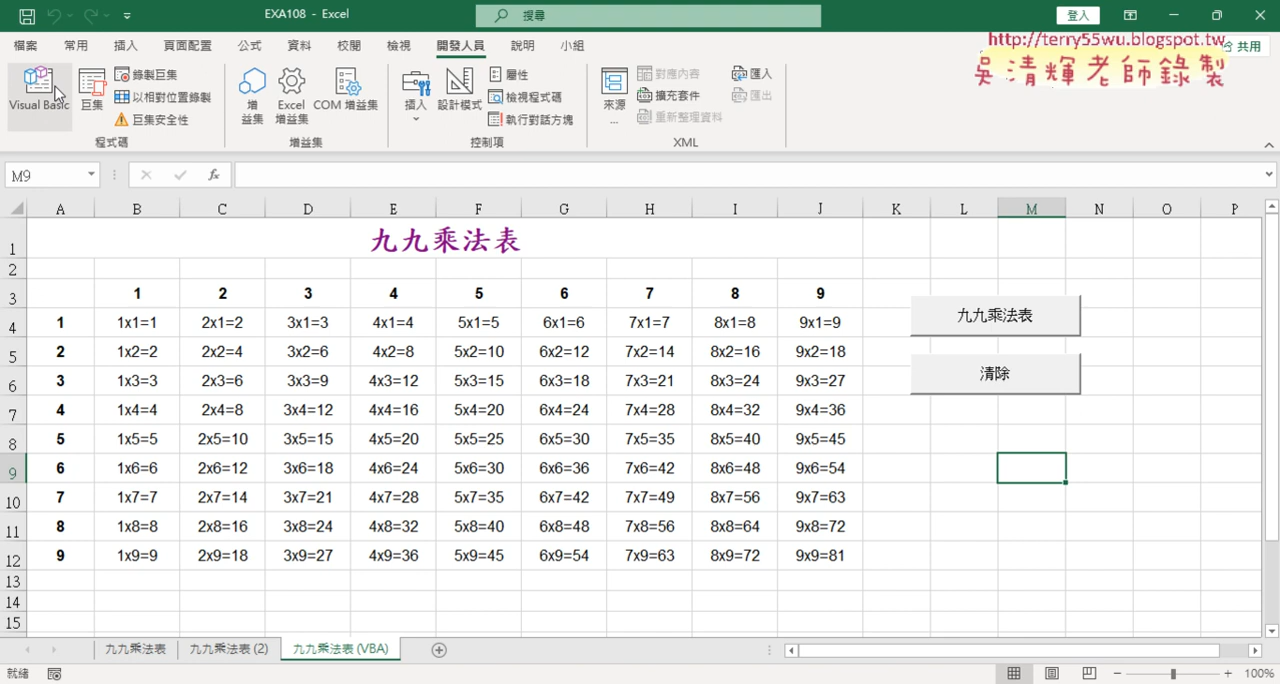 EXA108 - Excel
搜尋
登入
檔案 常用 插入 頁面配置 公式 資料 校閱 檢視 開發人員 說明 小組
http://terry55wu.blogspot.tw
共用
吳清輝老師錄製
Visual Basic
巨集
錄製巨集
以相對位置錄製
巨集安全性
程式碼
增益集
Excel 增益集
COM 增益集
增益集
插入
設計模式
屬性
檢視程式碼
執行對話方塊
控制項
來源...
對應內容
擴充套件
重新整理資料
匯入
匯出
XML
M9
fx
A B C D E F G H I J K L M N O P
1 九九乘法表
2
3 1 2 3 4 5 6 7 8 9
4 1 1x1=1 2x1=2 3x1=3 4x1=4 5x1=5 6x1=6 7x1=7 8x1=8 9x1=9
九九乘法表
5 2 1x2=2 2x2=4 3x2=6 4x2=8 5x2=10 6x2=12 7x2=14 8x2=16 9x2=18
6 3 1x3=3 2x3=6 3x3=9 4x3=12 5x3=15 6x3=18 7x3=21 8x3=24 9x3=27
清除
7 4 1x4=4 2x4=8 3x4=12 4x4=16 5x4=20 6x4=24 7x4=28 8x4=32 9x4=36
8 5 1x5=5 2x5=10 3x5=15 4x5=20 5x5=25 6x5=30 7x5=35 8x5=40 9x5=45
9 6 1x6=6 2x6=12 3x6=18 4x6=24 5x6=30 6x6=36 7x6=42 8x6=48 9x6=54
10 7 1x7=7 2x7=14 3x7=21 4x7=28 5x7=35 6x7=42 7x7=49 8x7=56 9x7=63
11 8 1x8=8 2x8=16 3x8=24 4x8=32 5x8=40 6x8=48 7x8=56 8x8=64 9x8=72
12 9 1x9=9 2x9=18 3x9=27 4x9=36 5x9=45 6x9=54 7x9=63 8x9=72 9x9=81
13
14
15
九九乘法表 九九乘法表 (2) 九九乘法表 (VBA)
就緒
100%